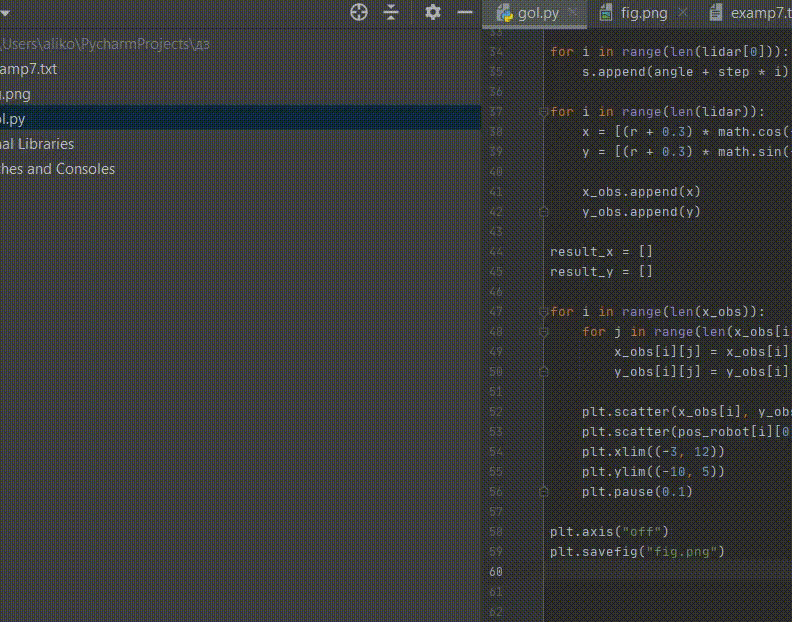 gol.py
fig.png
examp7.t
\Users\aliko\PycharmProjects\дз
amp7.txt
.png
ol.py
nal Libraries
ches and Consoles
33
34 for i in range(len(lidar[0])):
35 s.append(angle + step * i)
36
37 for i in range(len(lidar)):
38 x = [(r + 0.3) * math.cos(
39 y = [(r + 0.3) * math.sin(
40
41 x_obs.append(x)
42 y_obs.append(y)
43
44 result_x = []
45 result_y = []
46
47 for i in range(len(x_obs)):
48 for j in range(len(x_obs[i
49 x_obs[i][j] = x_obs[i]
50 y_obs[i][j] = y_obs[i]
51
52 plt.scatter(x_obs[i], y_obs
53 plt.scatter(pos_robot[i][0
54 plt.xlim((-3, 12))
55 plt.ylim((-10, 5))
56 plt.pause(0.1)
57
58 plt.axis("off")
59 plt.savefig("fig.png")
60
61
62